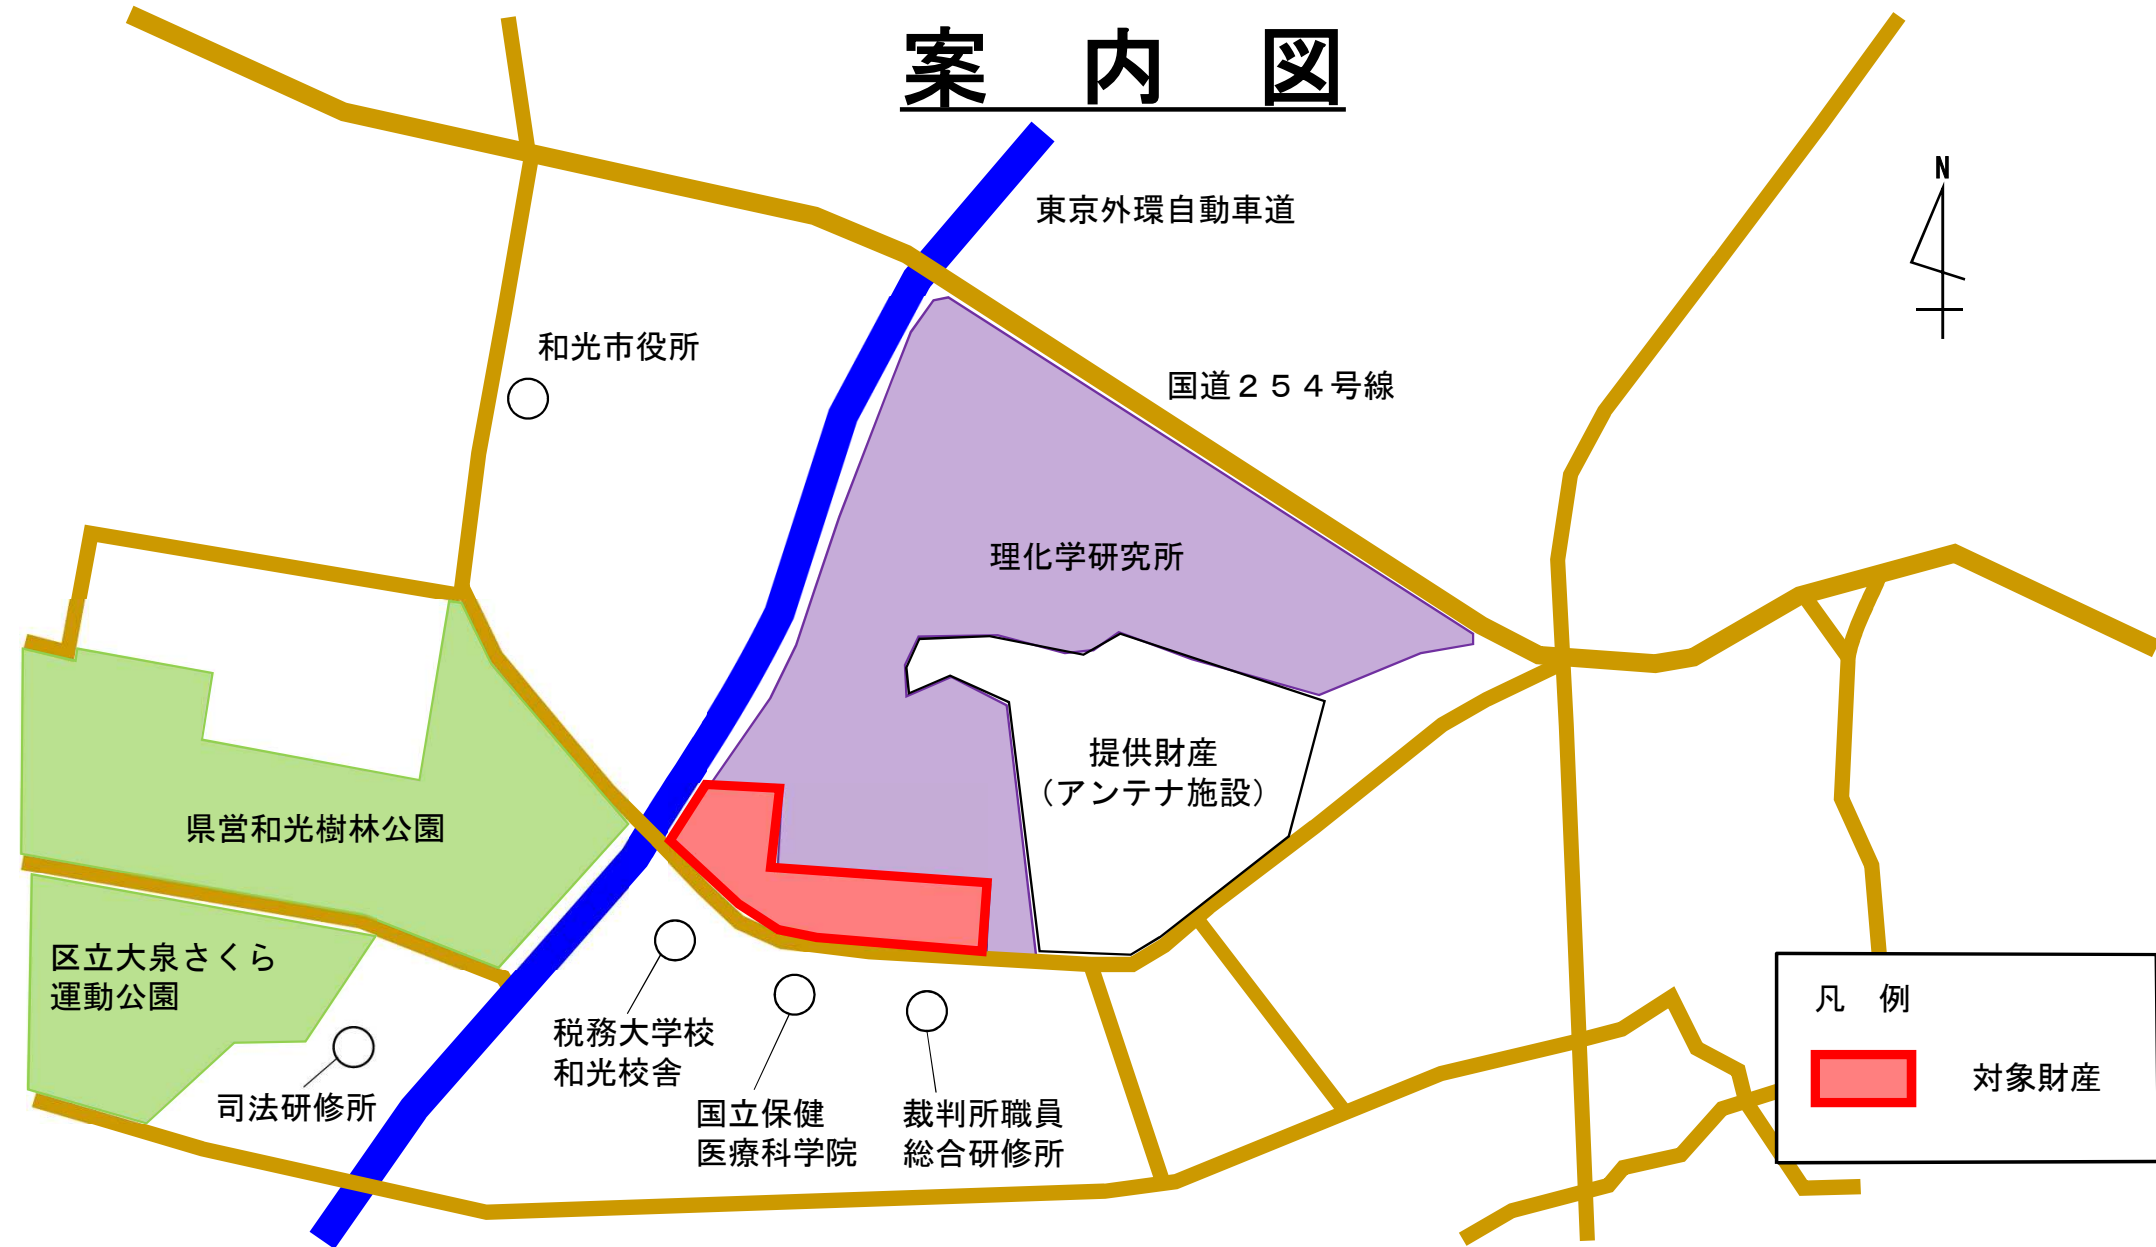 案 内 図
N
東京外環自動車道
和光市役所
国道２５４号線
理化学研究所
提供財産
（アンテナ施設）
県営和光樹林公園
区立大泉さくら
運動公園
司法研修所
税務大学校
和光校舎
国立保健
医療科学院
裁判所職員
総合研修所
凡 例
対象財産